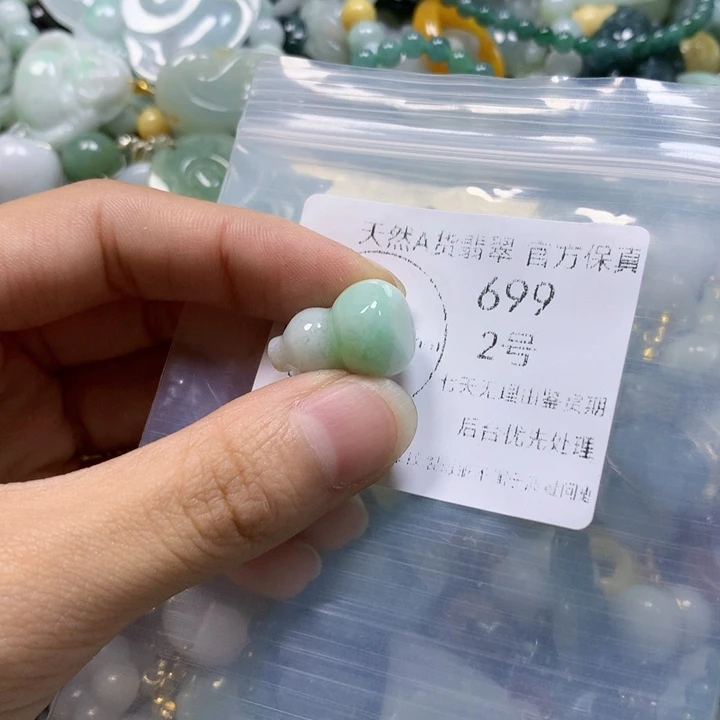 天然A货翡翠 官方保真
699
2号
七天无理由鉴赏期
后台优先处理